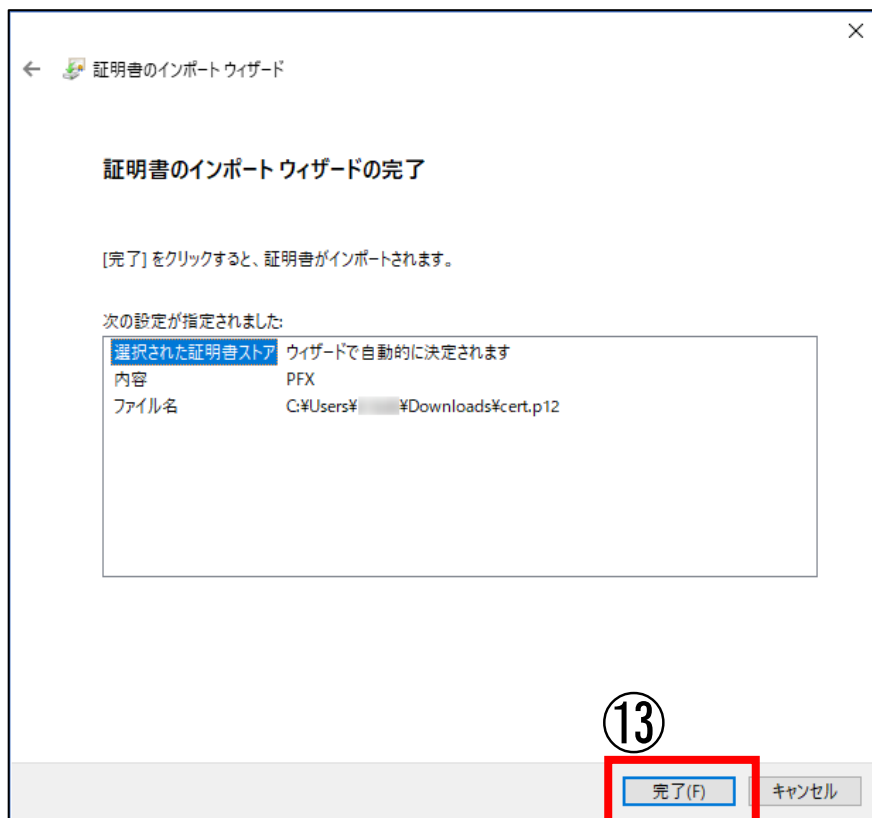 証明書のインポート ウィザード
証明書のインポート ウィザードの完了
[完了] をクリックすると、証明書がインポートされます。
次の設定が指定されました:
選択された証明書ストア ウィザードで自動的に決定されます
内容 PFX
ファイル名 C:¥Users¥ ¥Downloads¥cert.p12
⑬
完了(F) キャンセル